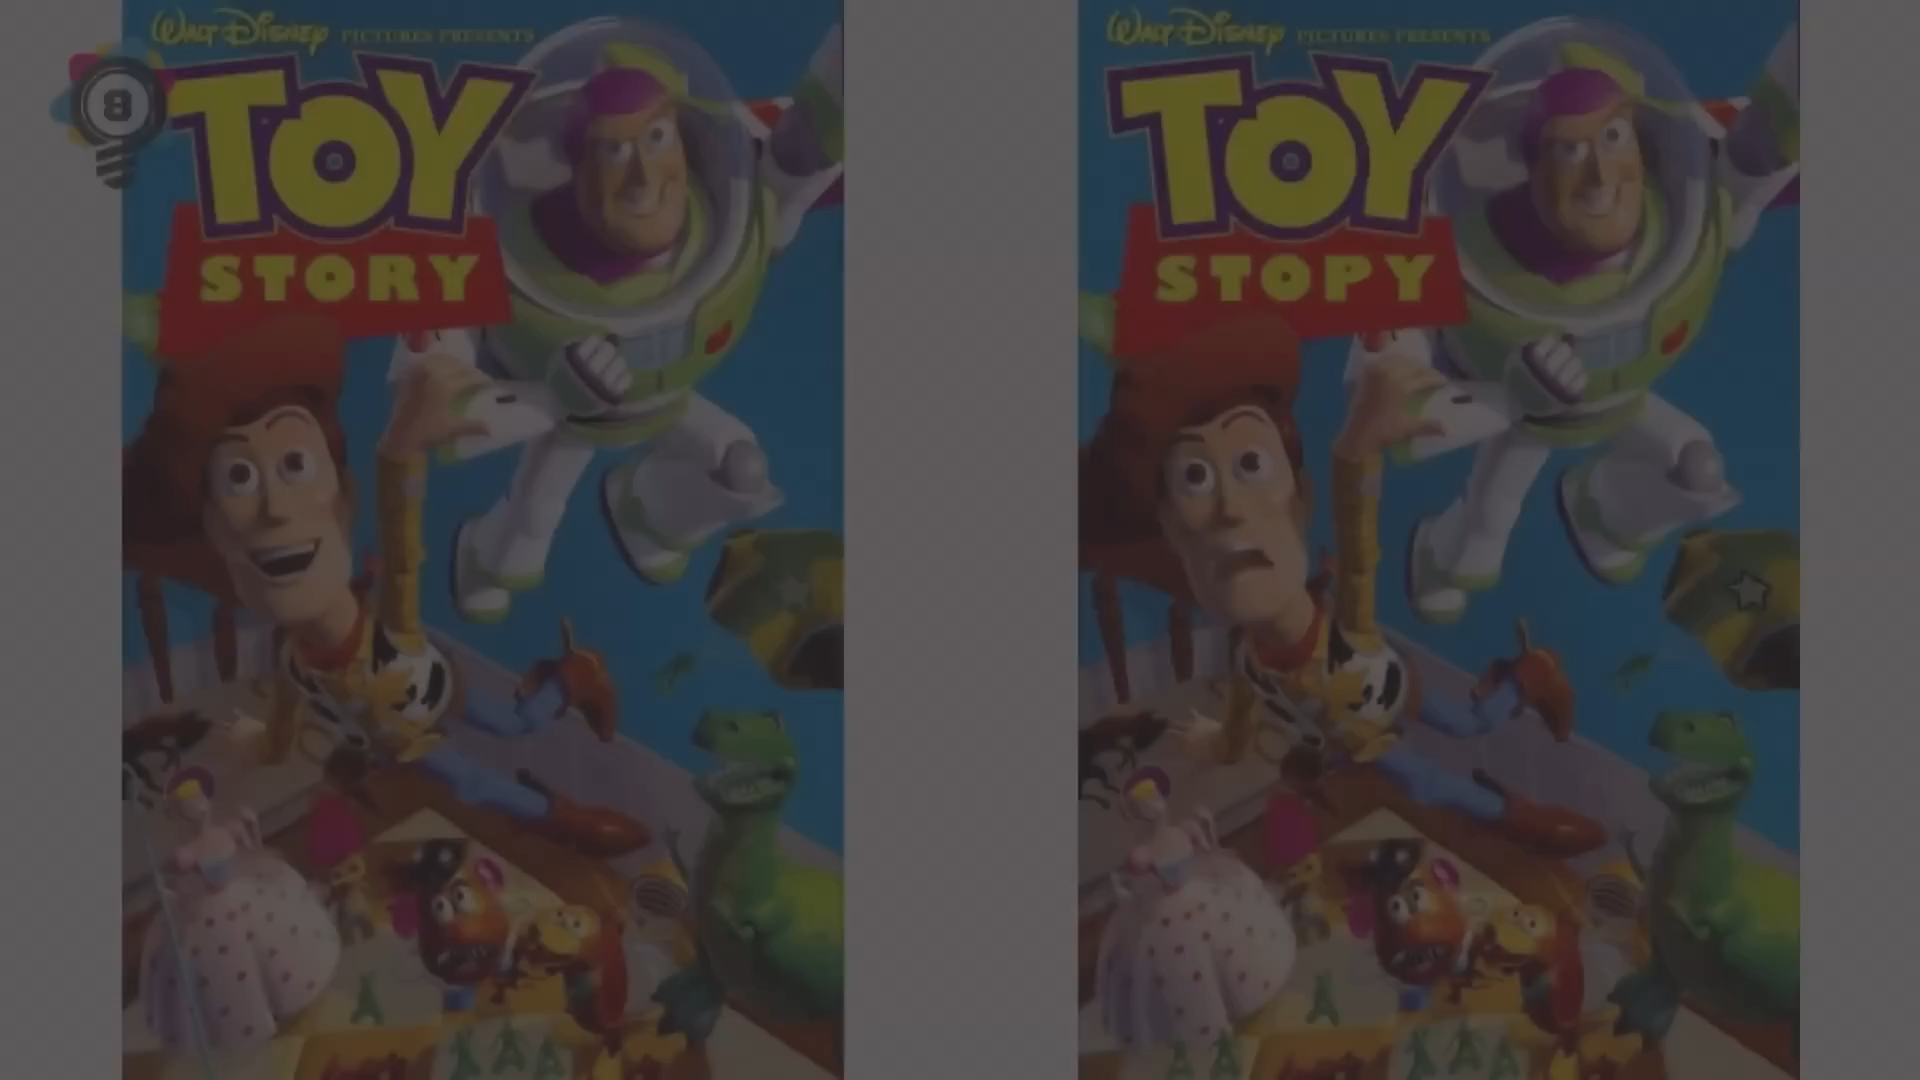 WALT DISNEY PICTURES PRESENTS
TOY
STORY
8
WALT DISNEY PICTURES PRESENTS
TOY
STOPY